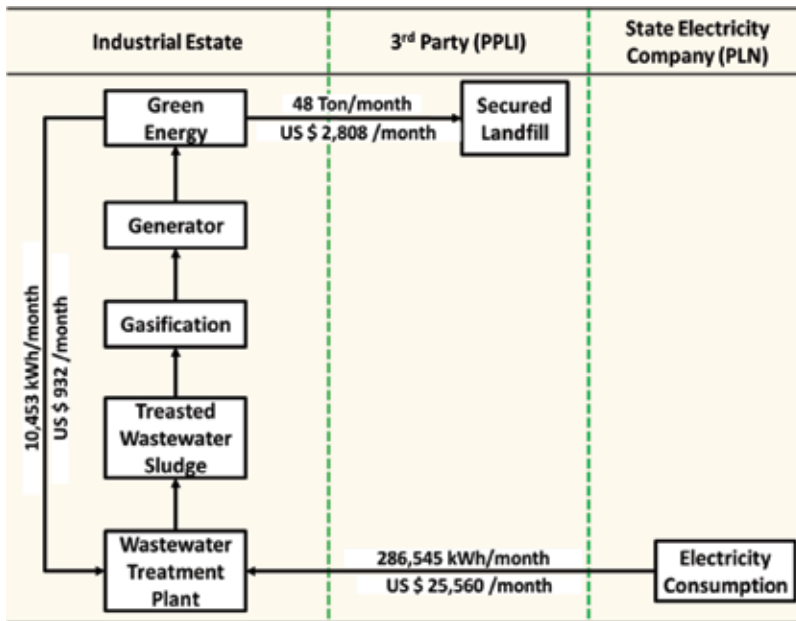 Industrial Estate
3rd Party (PPLI)
State Electricity
Company (PLN)
Green
Energy
48 Ton/month
US $ 2,808 /month
Secured
Landfill
Generator
Gasification
10,453 kWh/month
US $ 932 /month
Treasted
Wastewater
Sludge
Wastewater
Treatment
Plant
286,545 kWh/month
US $ 25,560 /month
Electricity
Consumption